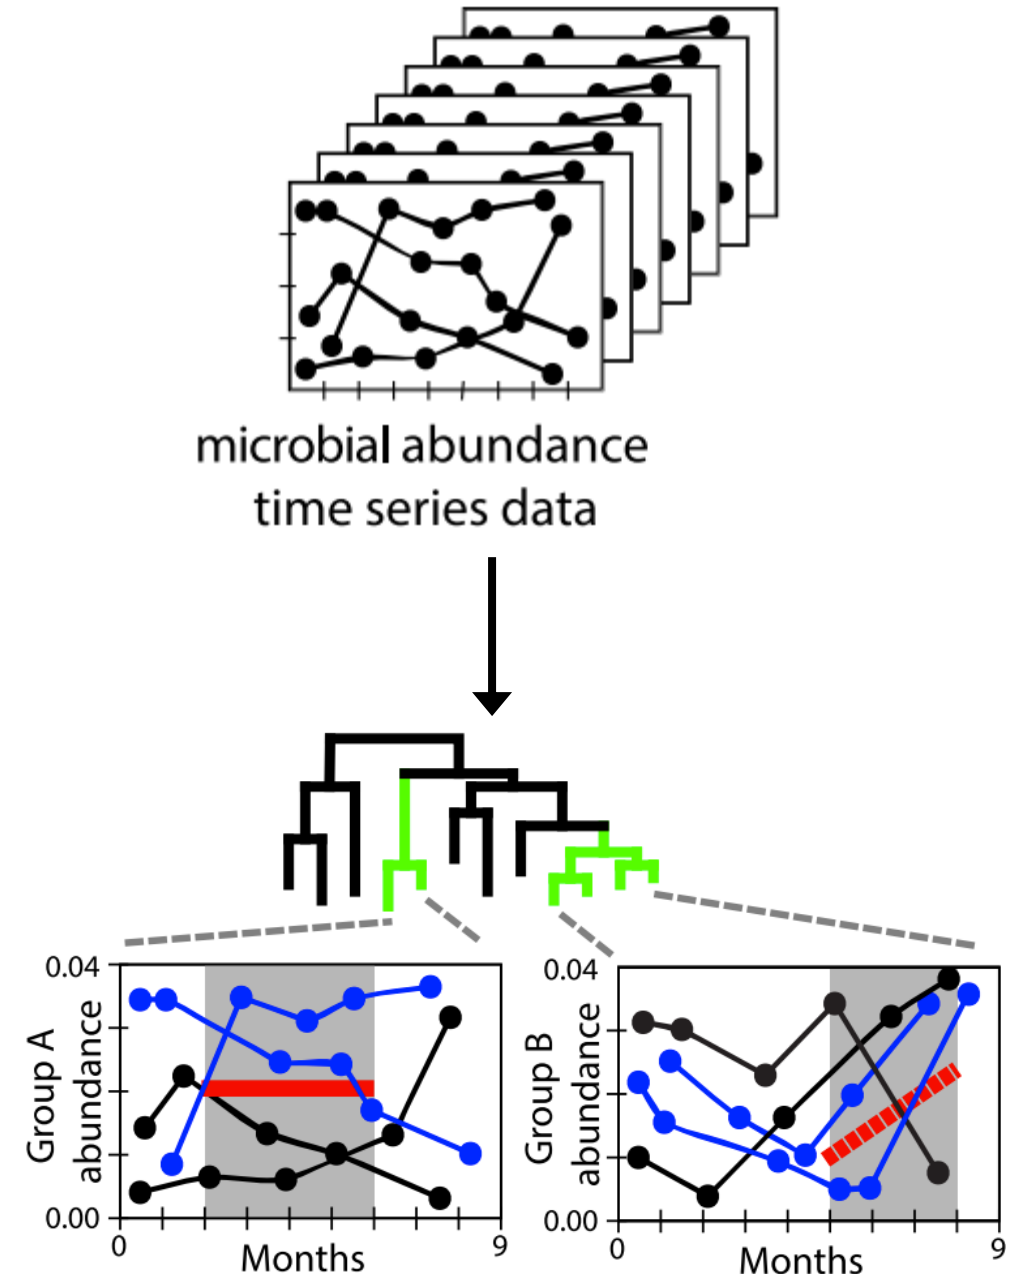 microbial abundance
time series data
0.04
Group A
abundance
0.00
0
Months
9
0.04
Group B
abundance
0.00
0
Months
9